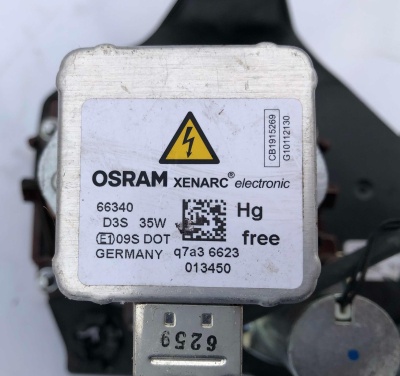 CB1915269
G10112130
OSRAM XENARC® electronic
66340
D3S 35W
E1 09S DOT
GERMANY
Hg
free
q7a3 6623
013450
6259